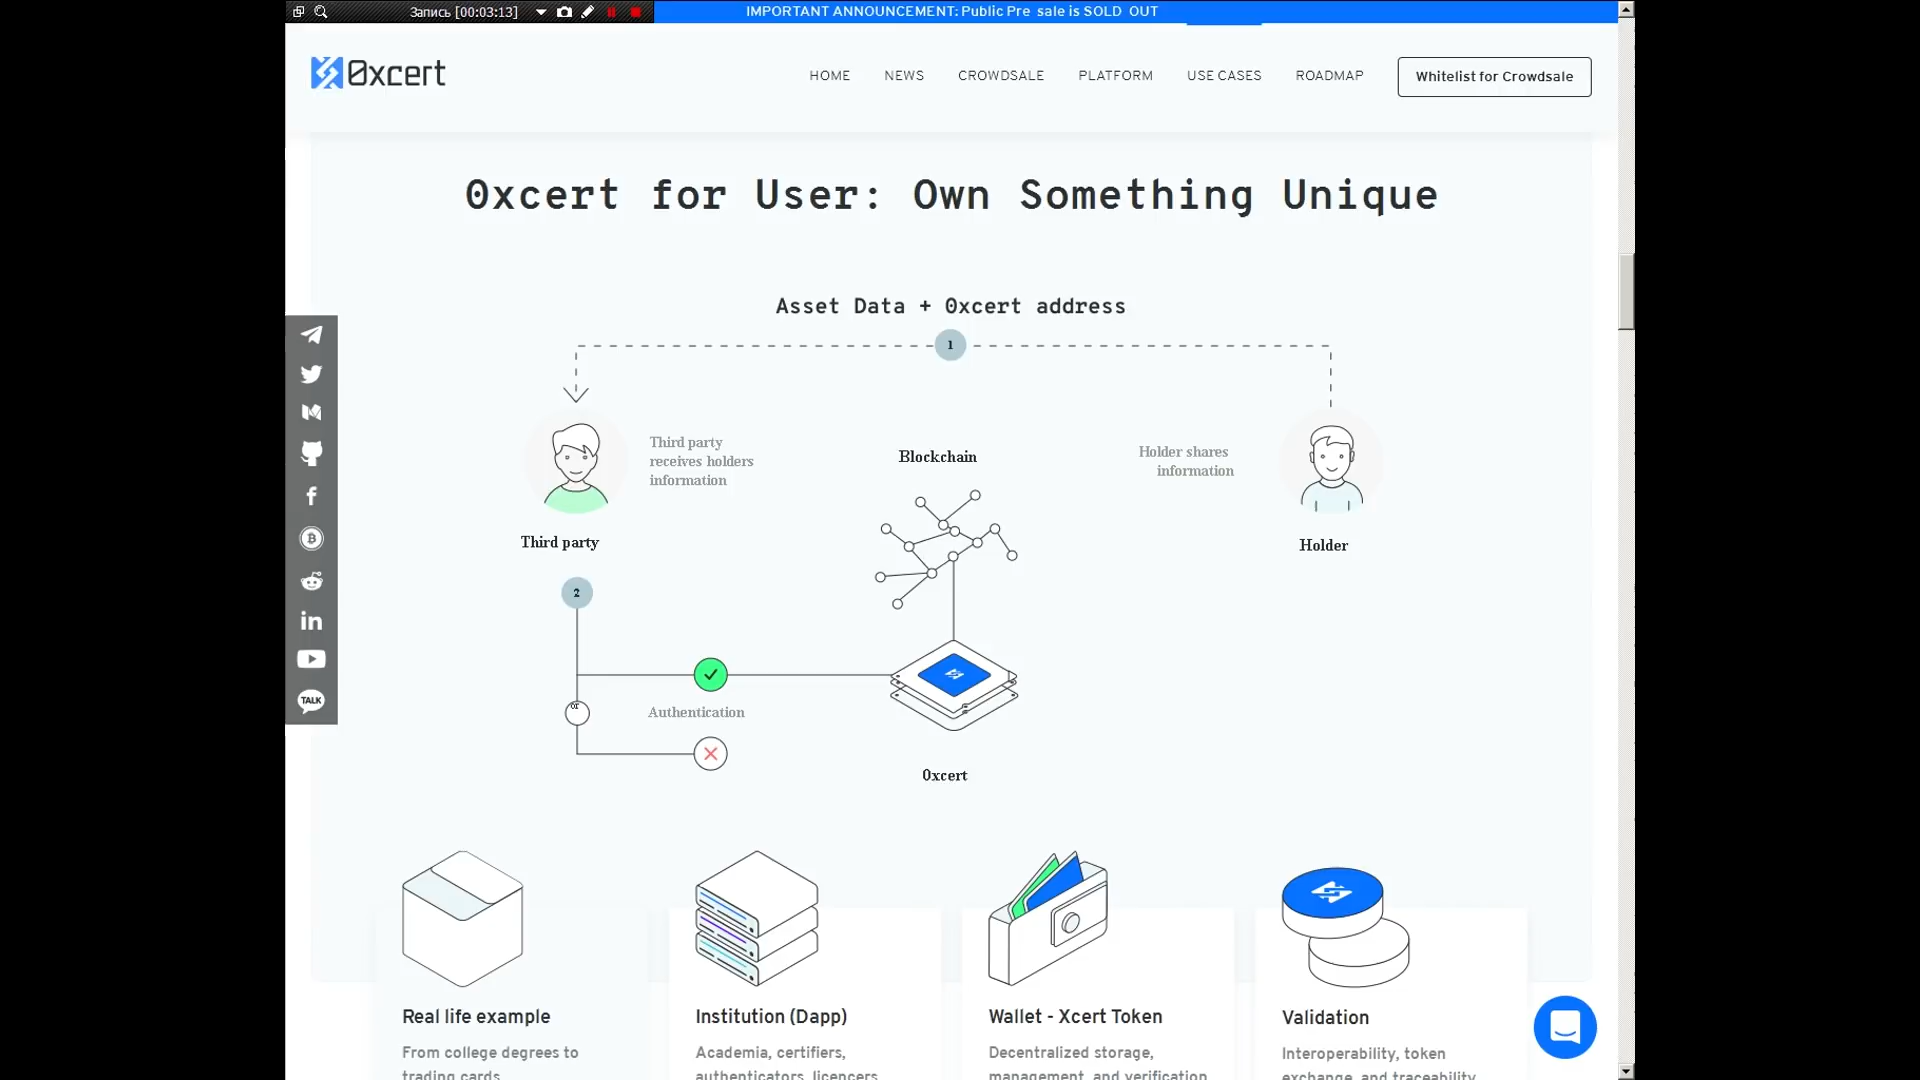 Запись [00:03:13]
IMPORTANT ANNOUNCEMENT: Public Pre sale is SOLD OUT
0xcert
HOME NEWS CROWDSALE PLATFORM USE CASES ROADMAP Whitelist for Crowdsale
0xcert for User: Own Something Unique
Asset Data + 0xcert address
1
Third party
receives holders
information
Blockchain
Holder shares
information
Third party
Holder
2
or
Authentication
0xcert
TALK
Real life example
From college degrees to
trading cards
Institution (Dapp)
Academia, certifiers,
authenticators, licencers
Wallet - Xcert Token
Decentralized storage,
management, and verification
Validation
Interoperability, token
exchange, and traceability